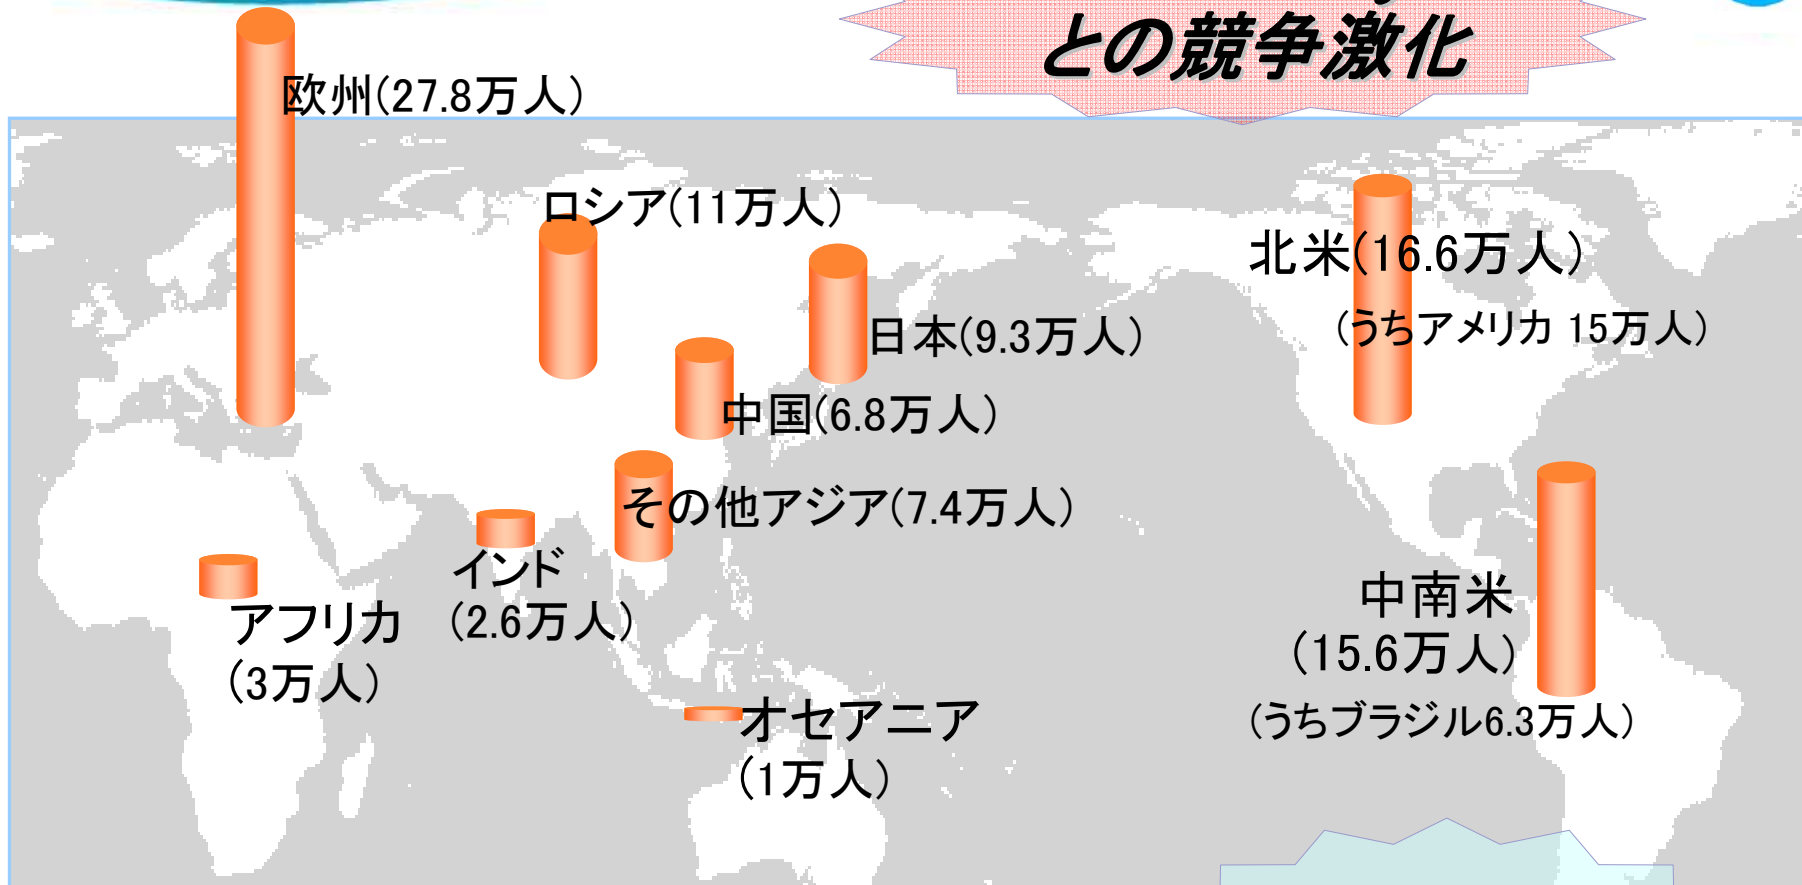 との競争激化
欧州(27.8万人)
ロシア(11万人)
北米(16.6万人)
(うちアメリカ 15万人)
日本(9.3万人)
中国(6.8万人)
その他アジア(7.4万人)
インド
(2.6万人)
アフリカ
(3万人)
中南米
(15.6万人)
(うちブラジル6.3万人)
オセアニア
(1万人)